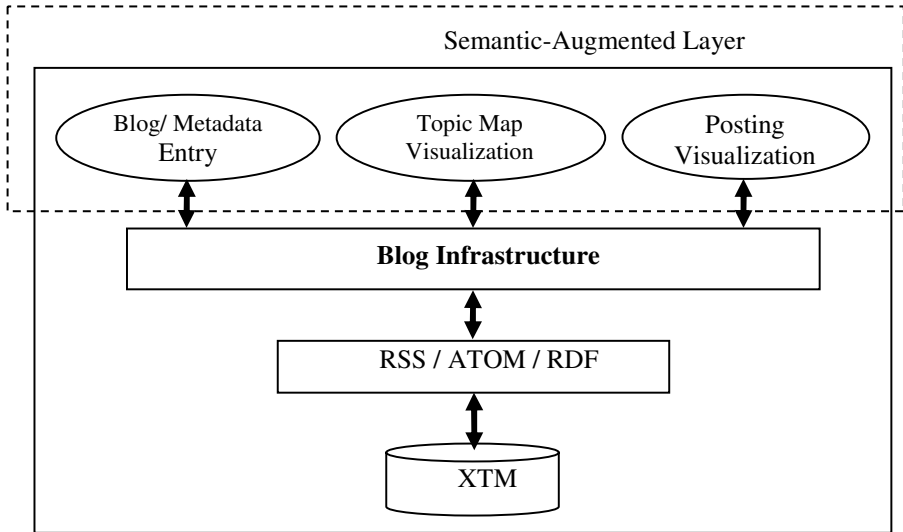 Semantic-Augmented Layer
Blog/ Metadata
Entry
Topic Map
Visualization
Posting
Visualization
Blog Infrastructure
RSS / ATOM / RDF
XTM